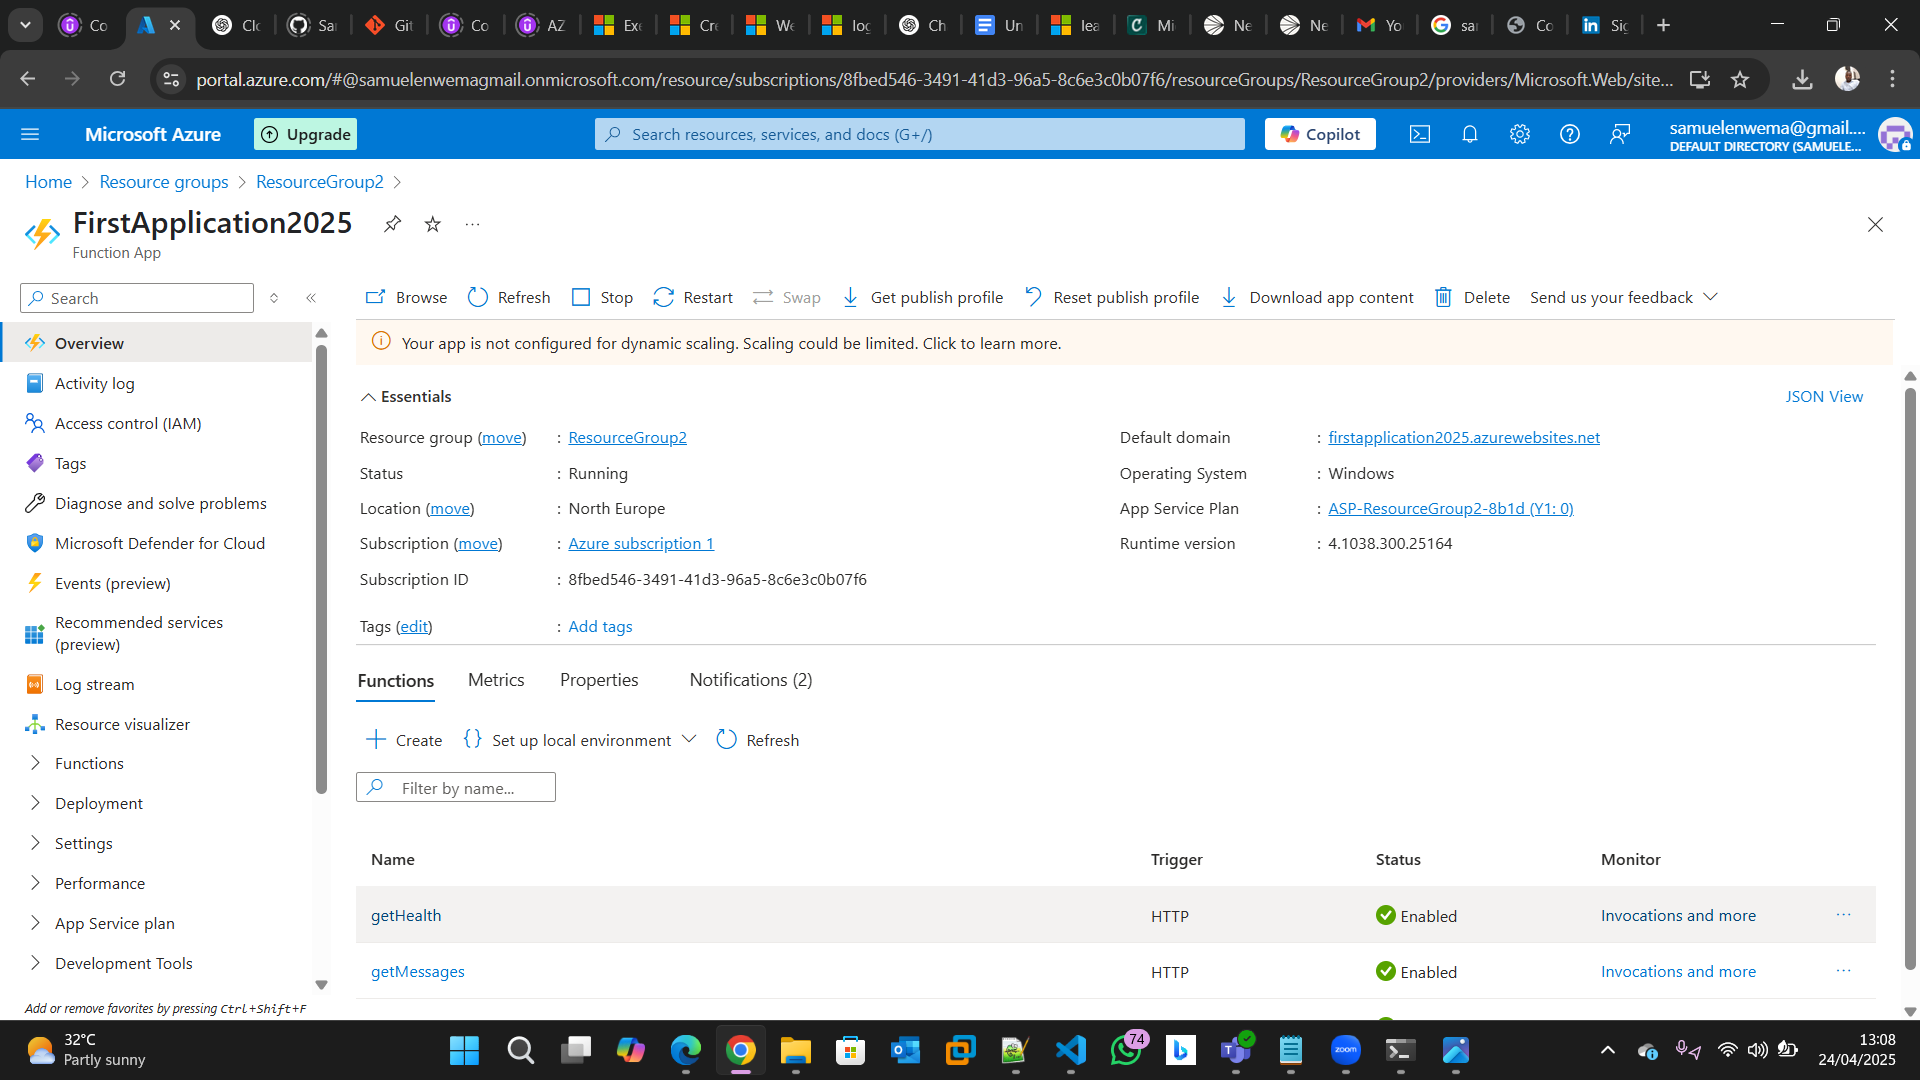 Co
Clo
Sar
Git
Co
AZ
Exe
Cre
We
log
Ch
Un
lea
Mi
Ne
Ne
Yo
sar
Co
Sig
portal.azure.com/#@samuelenwemagmail.onmicrosoft.com/resource/subscriptions/8fbed546-3491-41d3-96a5-8c6e3c0b07f6/resourceGroups/ResourceGroup2/providers/Microsoft.Web/site...
Microsoft Azure
Upgrade
Search resources, services, and docs (G+/)
Copilot
samuelenwema@gmail....
DEFAULT DIRECTORY (SAMUELE...
Home > Resource groups > ResourceGroup2 >
FirstApplication2025
Function App
Search
Browse Refresh Stop Restart Swap Get publish profile Reset publish profile Download app content Delete Send us your feedback
Your app is not configured for dynamic scaling. Scaling could be limited. Click to learn more.
Overview
Activity log
Access control (IAM)
Tags
Diagnose and solve problems
Microsoft Defender for Cloud
Events (preview)
Recommended services
(preview)
Log stream
Resource visualizer
Functions
Deployment
Settings
Performance
App Service plan
Development Tools
Add or remove favorites by pressing Ctrl+Shift+F
Essentials
JSON View
Resource group (move) : ResourceGroup2
Status : Running
Location (move) : North Europe
Subscription (move) : Azure subscription 1
Subscription ID : 8fbed546-3491-41d3-96a5-8c6e3c0b07f6
Default domain : firstapplication2025.azurewebsites.net
Operating System : Windows
App Service Plan : ASP-ResourceGroup2-8b1d (Y1: 0)
Runtime version : 4.1038.300.25164
Tags (edit) : Add tags
Functions Metrics Properties Notifications (2)
Create {} Set up local environment Refresh
Filter by name...
Name Trigger Status Monitor
getHealth HTTP Enabled Invocations and more ...
getMessages HTTP Enabled Invocations and more ...
32°C
Partly sunny
74
zoom
13:08
24/04/2025